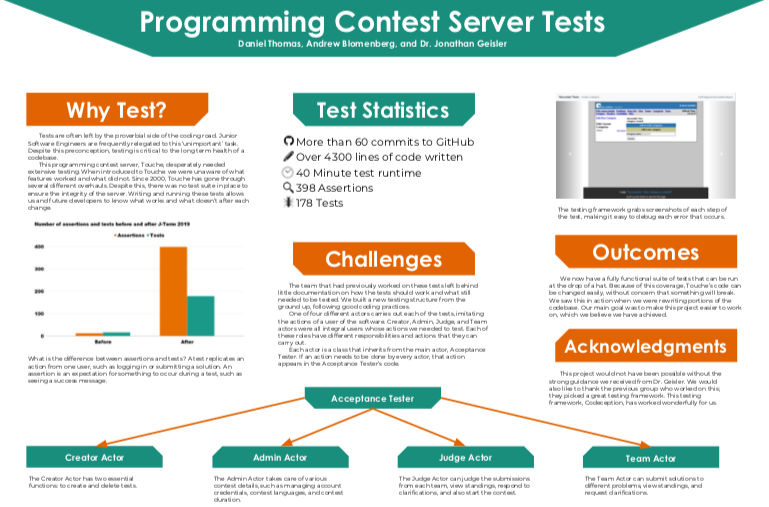 Programming Contest Server Tests
Daniel Thomas, Andrew Blomenberg, and Dr. Jonathan Geisler
Why Test?
Tests are often left by the proverbial side of the coding road. Junior
Software Engineers are frequently relegated to this 'unimportant' task.
Despite this preconception, testing is critical to the long term health of a
codebase.
This programming contest server, Touche, desperately needed
extensive testing. When introduced to Touche we were unaware of what
features worked and what did not. Since 2000, Touche has gone through
several different overhauls. Despite this, there was no test suite in place to
ensure the integrity of the server. Writing and running these tests allows
us and future developers to know what works and what doesn't after each
change.
Number of assertions and tests before and after J-Term 2019
Assertions Tests
400
300
200
100
0
Before
After
What is the difference between assertions and tests? A test replicates an
action from one user, such as logging in or submitting a solution. An
assertion is an expectation for something to occur during a test, such as
seeing a success message.
Test Statistics
More than 60 commits to GitHub
Over 4300 lines of code written
40 Minute test runtime
398 Assertions
178 Tests
Challenges
The team that had previously worked on these tests left behind
little documentation on how the tests should work and what still
needed to be tested. We built a new testing structure from the
ground up, following good coding practices.
One of four different actors carries out each of the tests, imitating
the actions of a user of the software. Creator, Admin, Judge, and Team
actors were all integral users whose actions we needed to test. Each of
these roles have different responsibilities and actions that they can
carry out.
Each actor is a class that inherits from the main actor, Acceptance
Tester. If an action needs to be done by every actor, that action
appears in the Acceptance Tester's code.
The testing framework grabs screenshots of each step of
the test, making it easy to debug each error that occurs.
Outcomes
We now have a fully functional suite of tests that can be run
at the drop of a hat. Because of this coverage, Touche's code can
be changed easily, without concern that something will break.
We saw this in action when we were rewriting portions of the
codebase. Our main goal was to make this project easier to work
on, which we believe we have achieved.
Acknowledgments
This project would not have been possible without the
strong guidance we received from Dr. Geisler. We would
also like to thank the previous group who worked on this;
they picked a great testing framework. This testing
framework, Codeception, has worked wonderfully for us.
Acceptance Tester
Creator Actor
The Creator Actor has two essential
functions: to create and delete tests.
Admin Actor
The Admin Actor takes care of various
contest details, such as managing account
credentials, contest languages, and contest
duration.
Judge Actor
The Judge Actor can judge the submissions
from each team, view standings, respond to
clarifications, and also start the contest.
Team Actor
The Team Actor can submit solutions to
different problems, view standings, and
request clarifications.